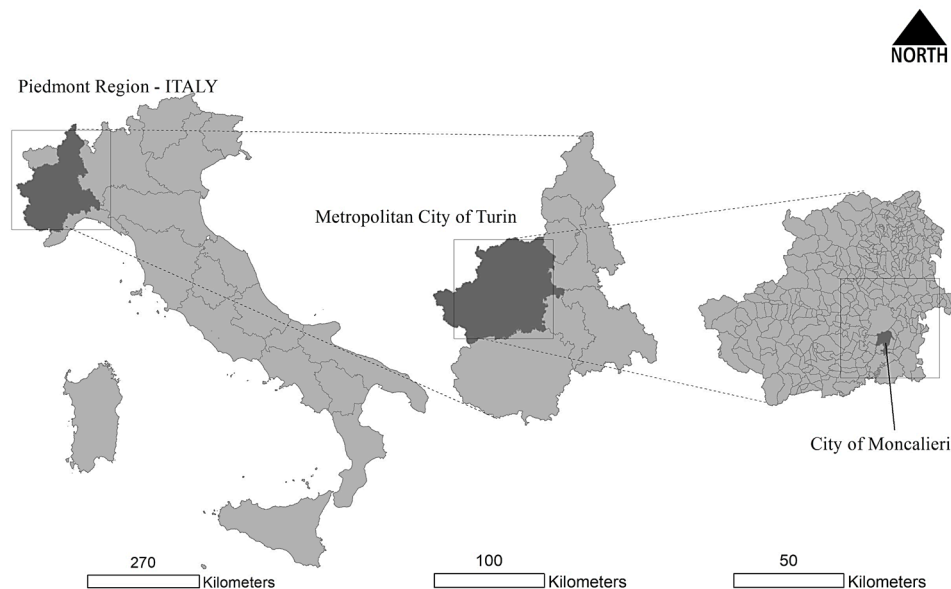 NORTH
Piedmont Region - ITALY
Metropolitan City of Turin
City of Moncalieri
270
Kilometers
100
Kilometers
50
Kilometers